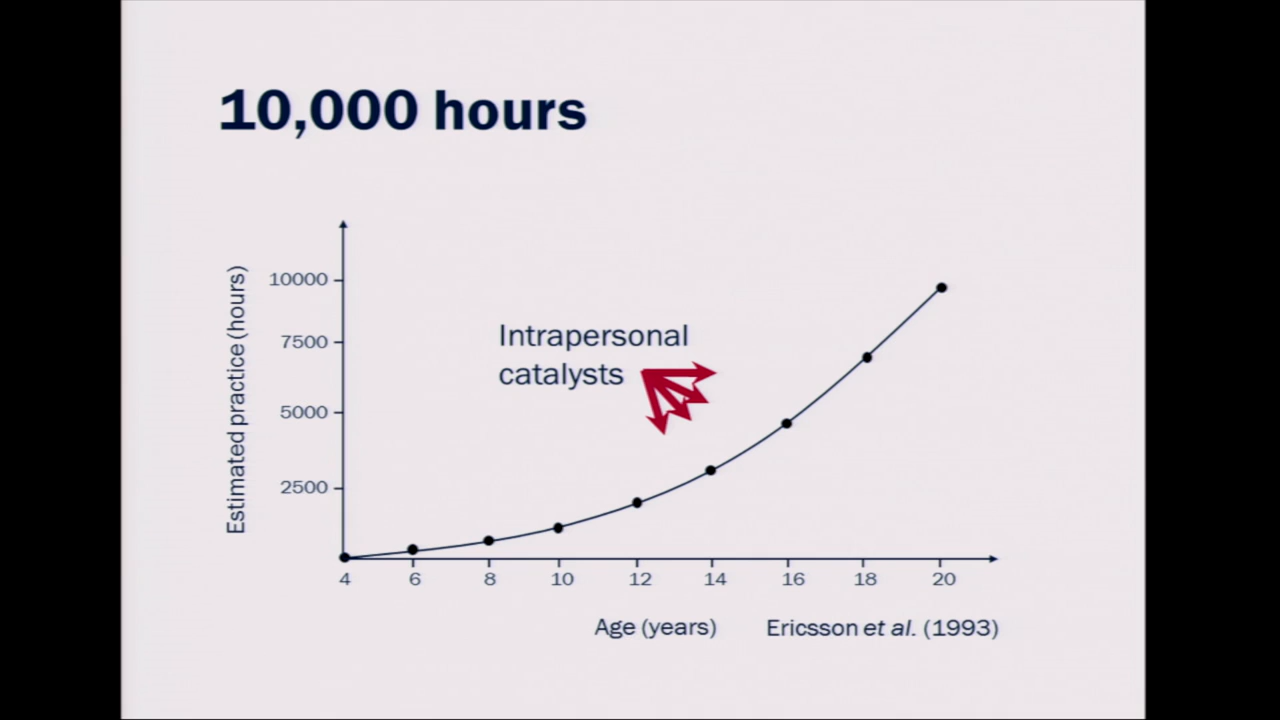 10,000 hours
Estimated practice (hours)
10000
7500
5000
2500
Intrapersonal
catalysts
4 6 8 10 12 14 16 18 20
Age (years)
Ericsson et al. (1993)